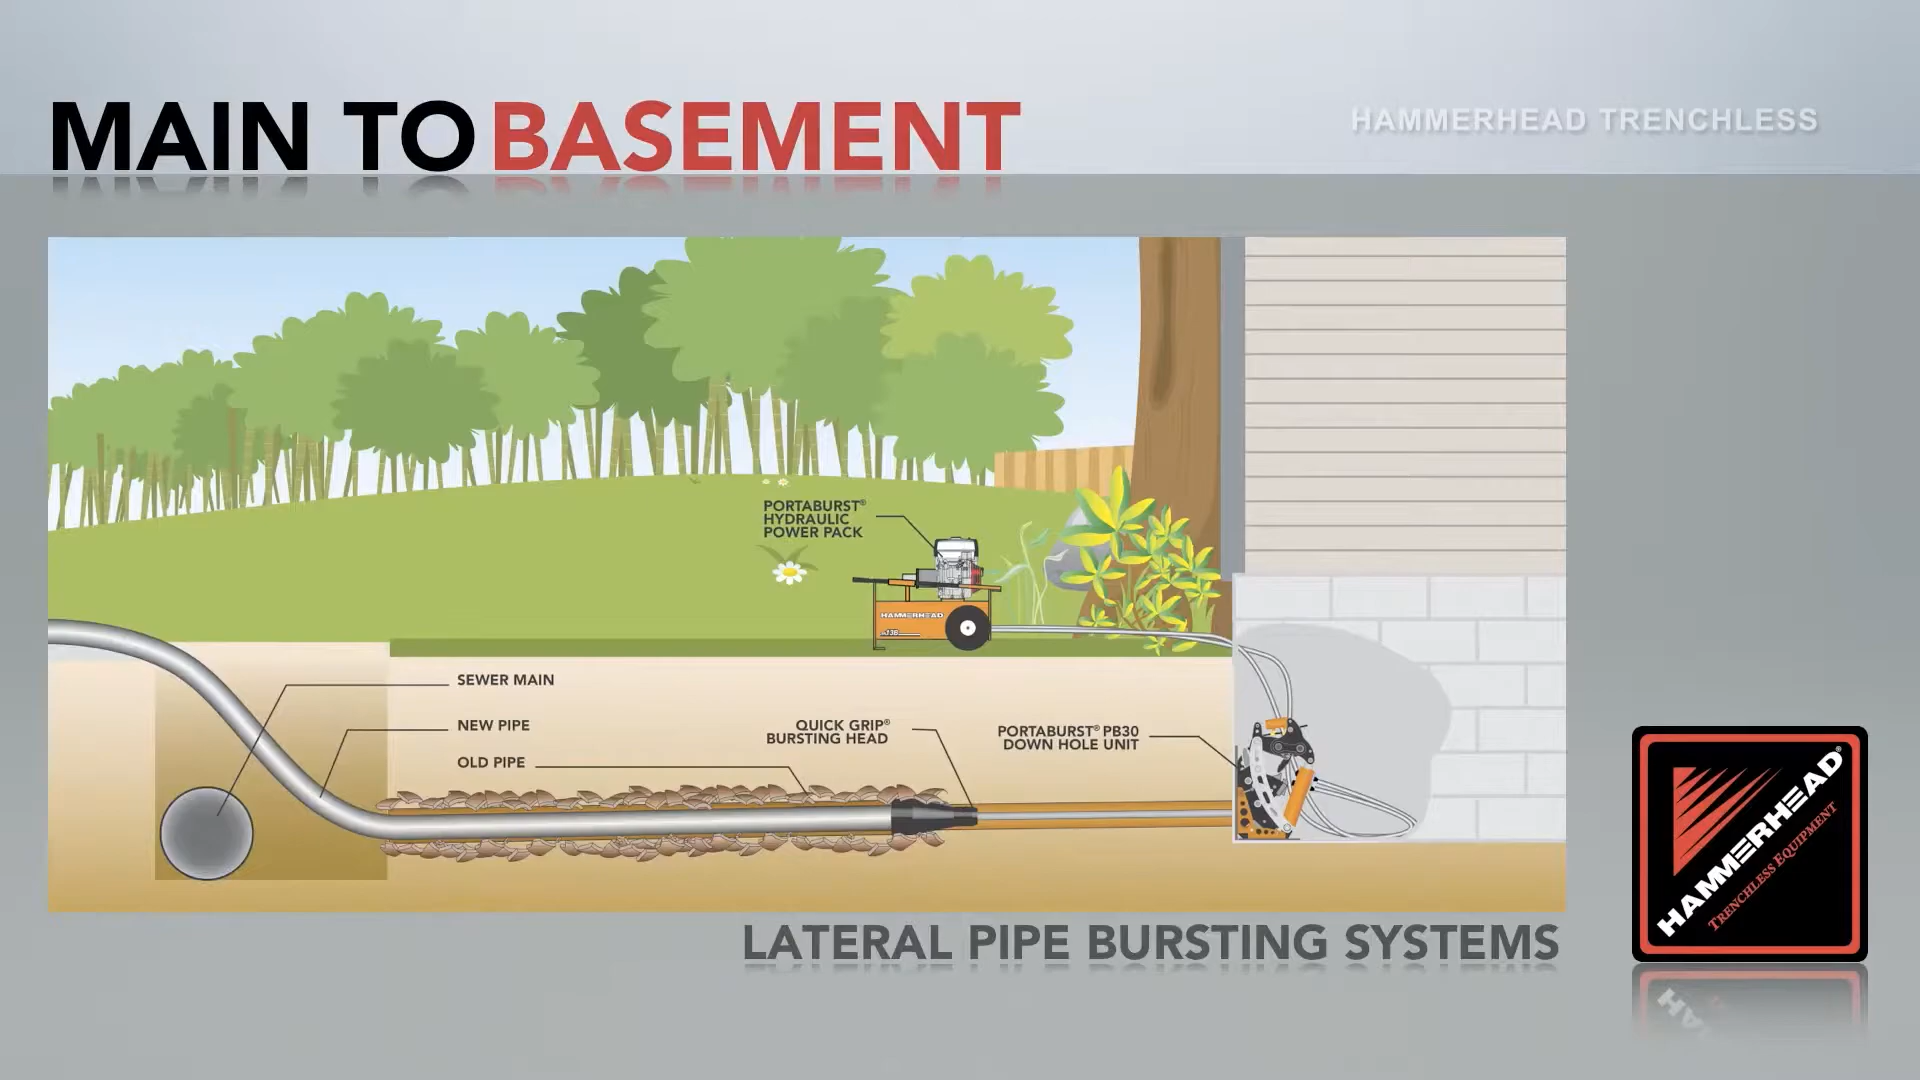 MAIN TO BASEMENT
HAMMERHEAD TRENCHLESS
PORTABURST®
HYDRAULIC
POWER PACK
HAMMERHEAD
SEWER MAIN
NEW PIPE
OLD PIPE
QUICK GRIP®
BURSTING HEAD
PORTABURST® PB30
DOWN HOLE UNIT
HAMMERHEAD®
TRENCHLESS EQUIPMENT
LATERAL PIPE BURSTING SYSTEMS